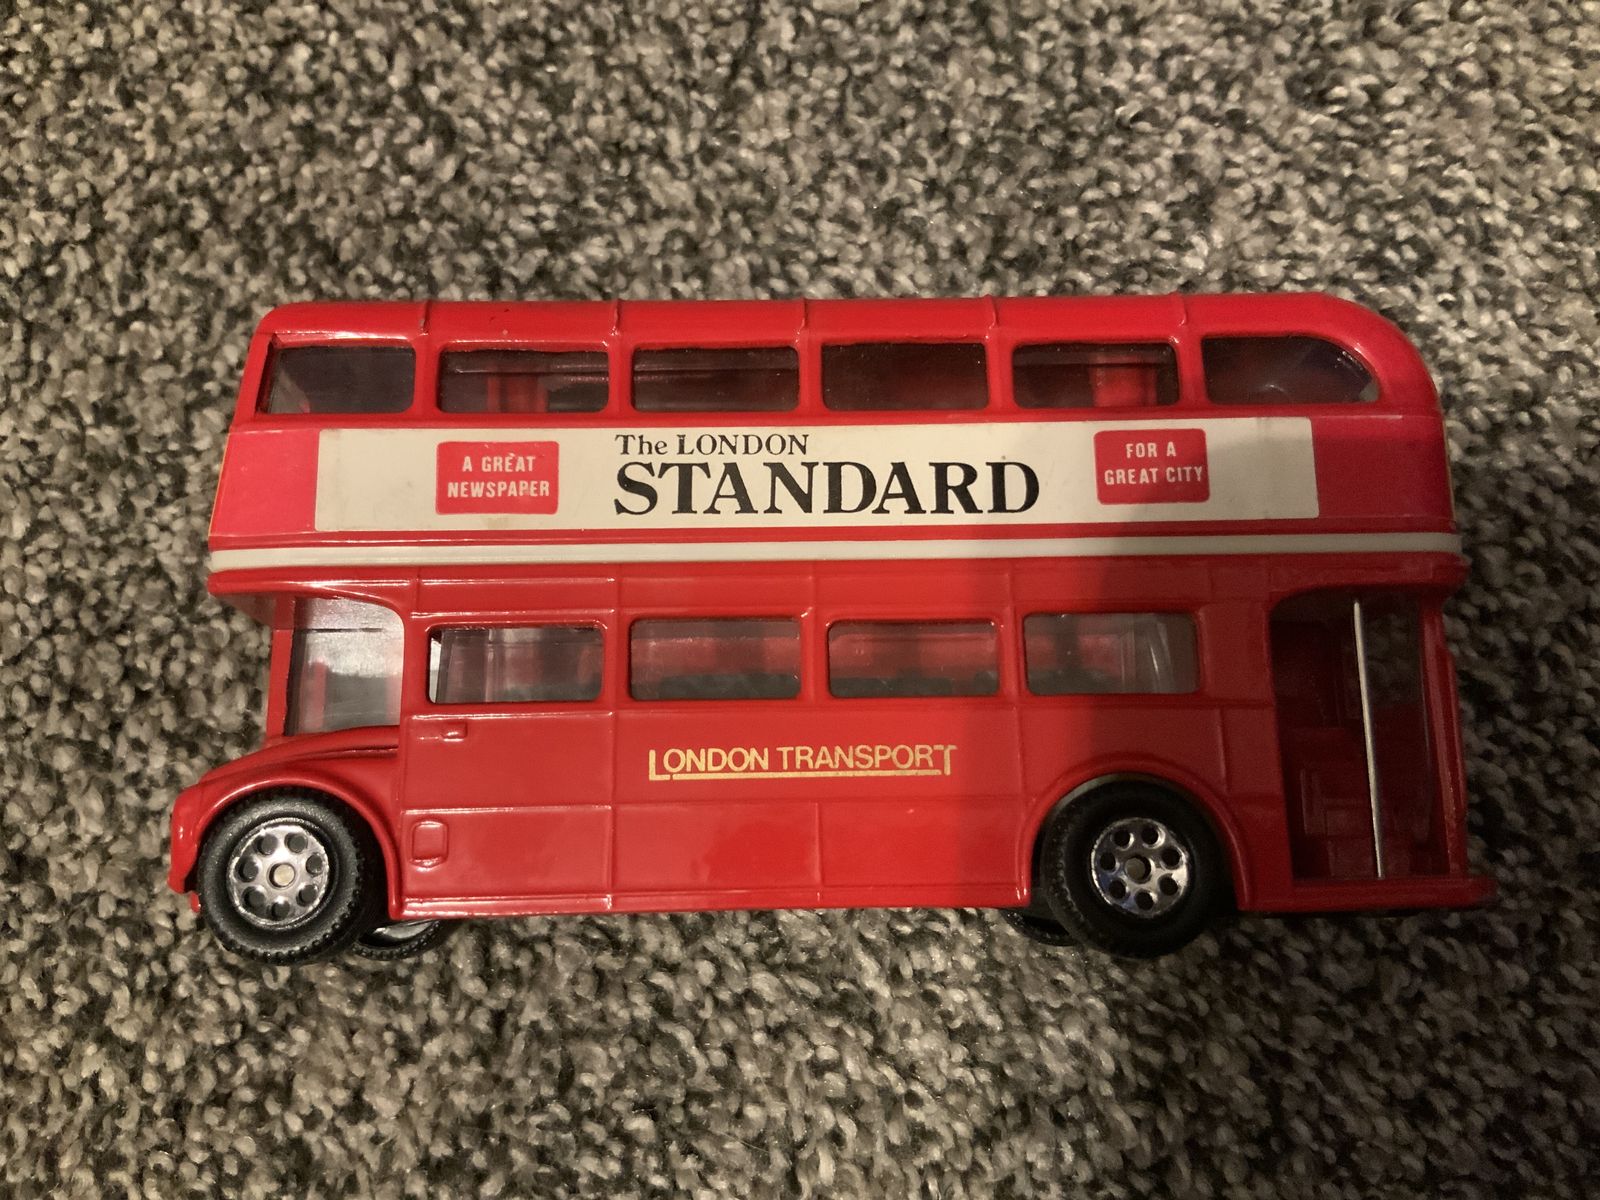 A GREAT
NEWSPAPER
The LONDON
STANDARD
FOR A
GREAT CITY
LONDON TRANSPORT